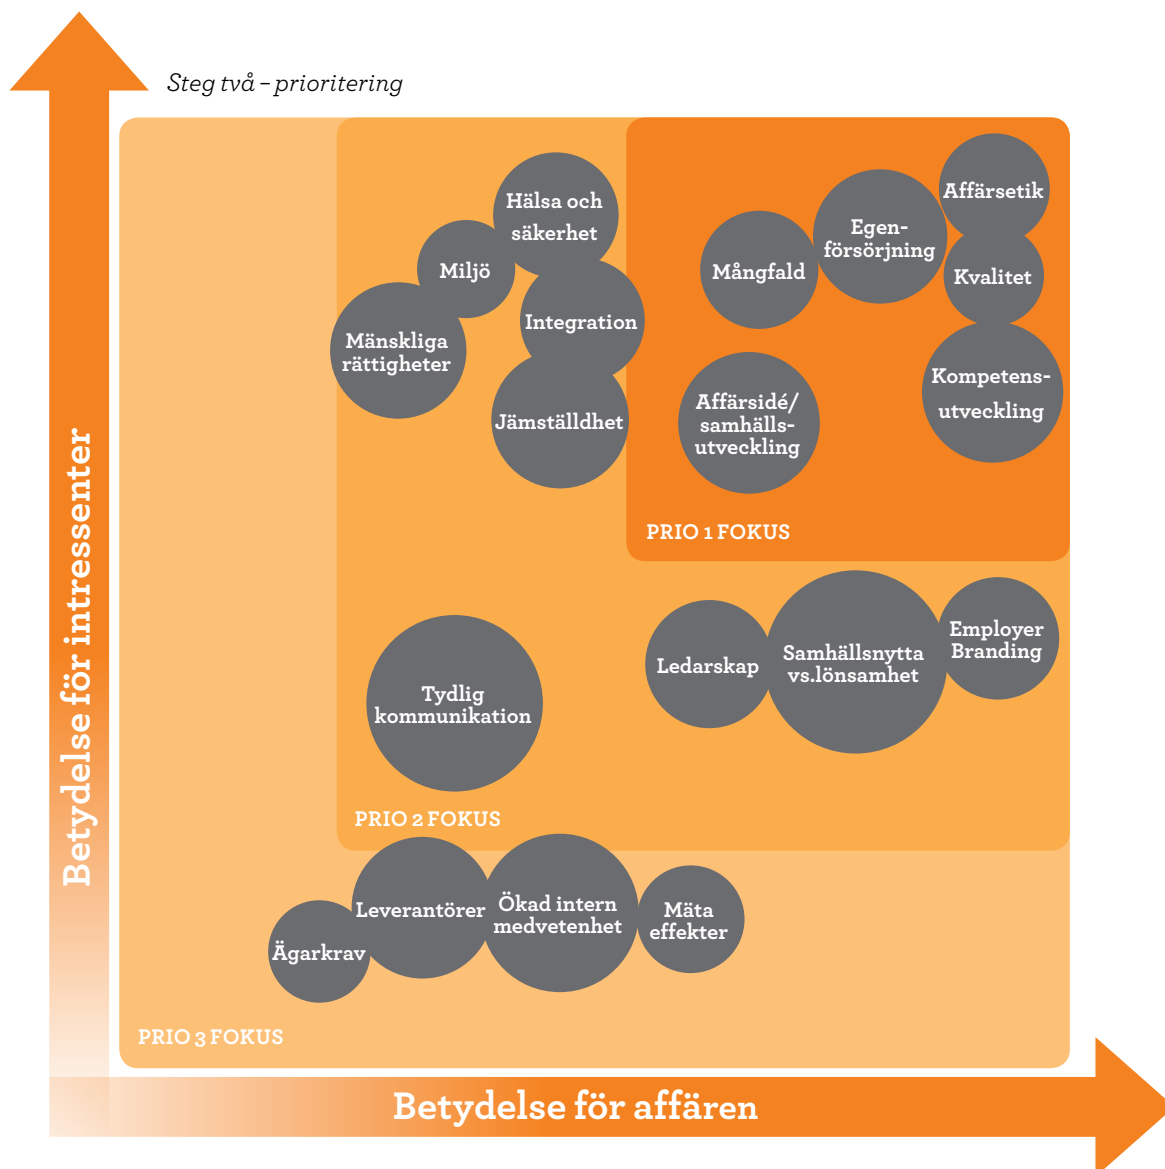 Steg två – prioritering
Hälsa och
säkerhet
Miljö
Mänskliga
rättigheter
Integration
Jämställdhet
Affärsetik
Egen-
försörjning
Mångfald
Kvalitet
Kompetens-
utveckling
Affärsidé/
samhälls-
utveckling
PRIO 1 FOKUS
Ledarskap
Samhällsnytta
vs.lönsamhet
Employer
Branding
Tydlig
kommunikation
PRIO 2 FOKUS
Ägarkrav
Leverantörer
Ökad intern
medvetenhet
Mäta
effekter
PRIO 3 FOKUS
Betydelse för intressenter
Betydelse för affären